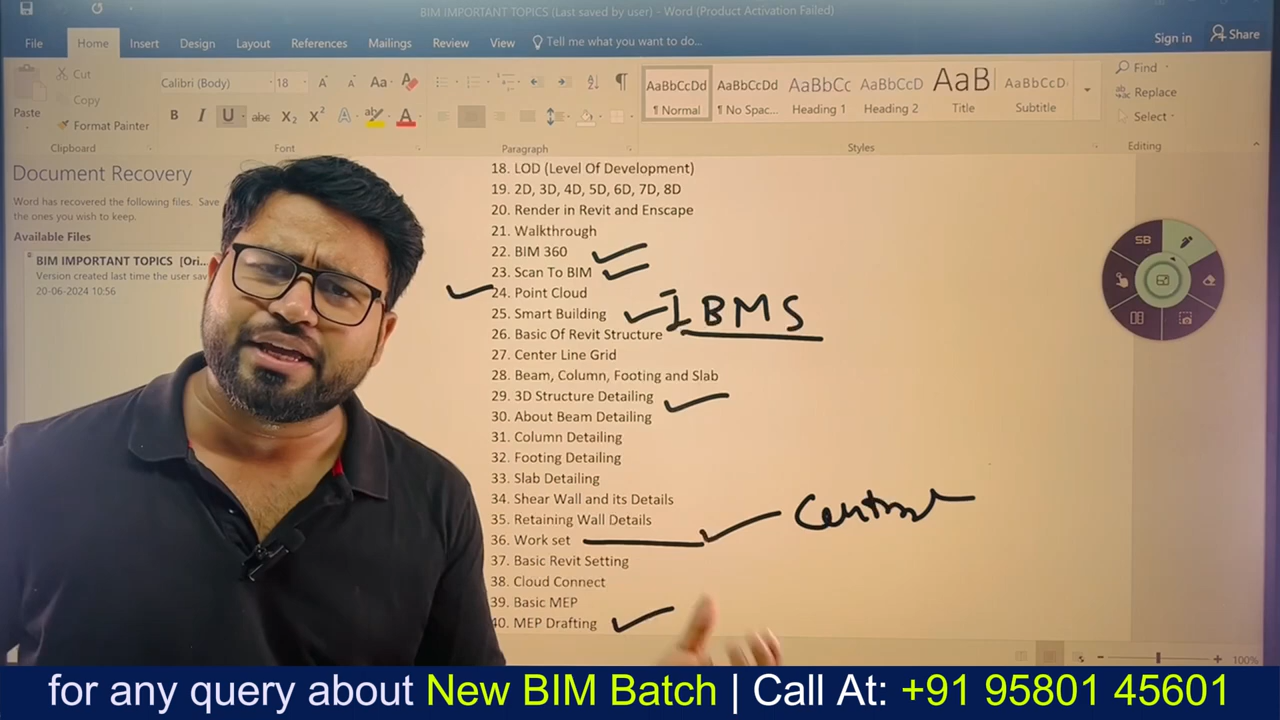 BIM IMPORTANT TOPICS (Last saved by user) - Word (Product Activation Failed)
File Home Insert Design Layout References Mailings Review View Tell me what you want to do... Sign in Share
Cut
Copy
Paste
Format Painter
Clipboard
Calibri (Body) 18
B I U abc X₂ X²
Font
Paragraph
AaBbCcDd AaBbCcDd AaBbCc AaBbCcD AaB AaBbCcD
¶ Normal ¶ No Spac... Heading 1 Heading 2 Title Subtitle
Styles
Find
Replace
Select
Editing
Document Recovery
Word has recovered the following files. Save
the ones you wish to keep.
Available Files
BIM IMPORTANT TOPICS [Ori...
Version created last time the user sav
20-06-2024 10:56
18. LOD (Level Of Development)
19. 2D, 3D, 4D, 5D, 6D, 7D, 8D
20. Render in Revit and Enscape
21. Walkthrough
22. BIM 360
23. Scan To BIM
24. Point Cloud
25. Smart Building
IBMS
26. Basic Of Revit Structure
27. Center Line Grid
28. Beam, Column, Footing and Slab
29. 3D Structure Detailing
30. About Beam Detailing
31. Column Detailing
32. Footing Detailing
33. Slab Detailing
34. Shear Wall and its Details
35. Retaining Wall Details
36. Work set
37. Basic Revit Setting
38. Cloud Connect
39. Basic MEP
40. MEP Drafting
SB
100%
for any query about New BIM Batch | Call At: +91 95801 45601